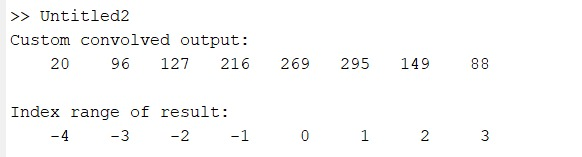 >> Untitled2
Custom convolved output:
20 96 127 216 269 295 149 88
Index range of result:
-4 -3 -2 -1 0 1 2 3